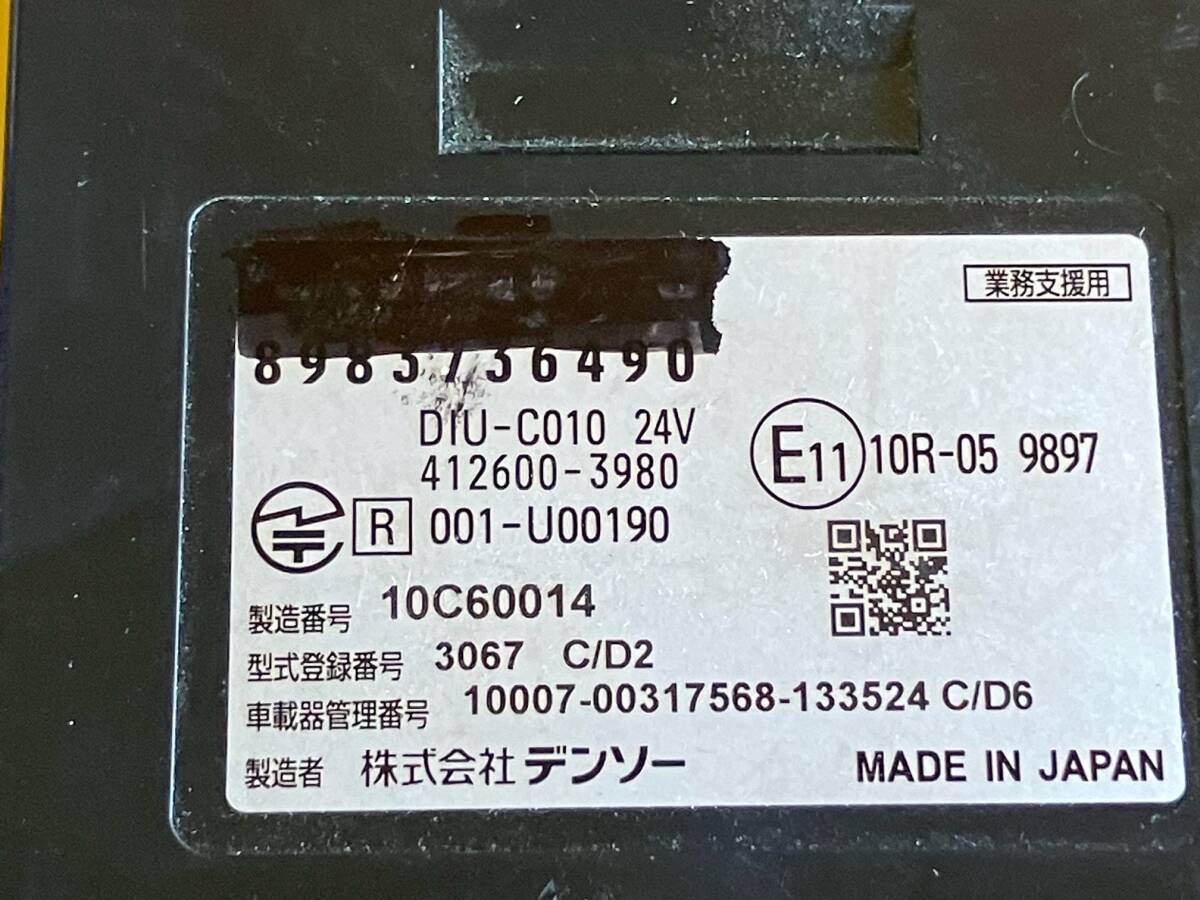 業務支援用
8983736490
DIU-C010 24V
412600-3980
E11 10R-05 9897
R 001-U00190
製造番号 10C60014
型式登録番号 3067 C/D2
車載器管理番号 10007-00317568-133524 C/D6
製造者 株式会社 デンソー MADE IN JAPAN